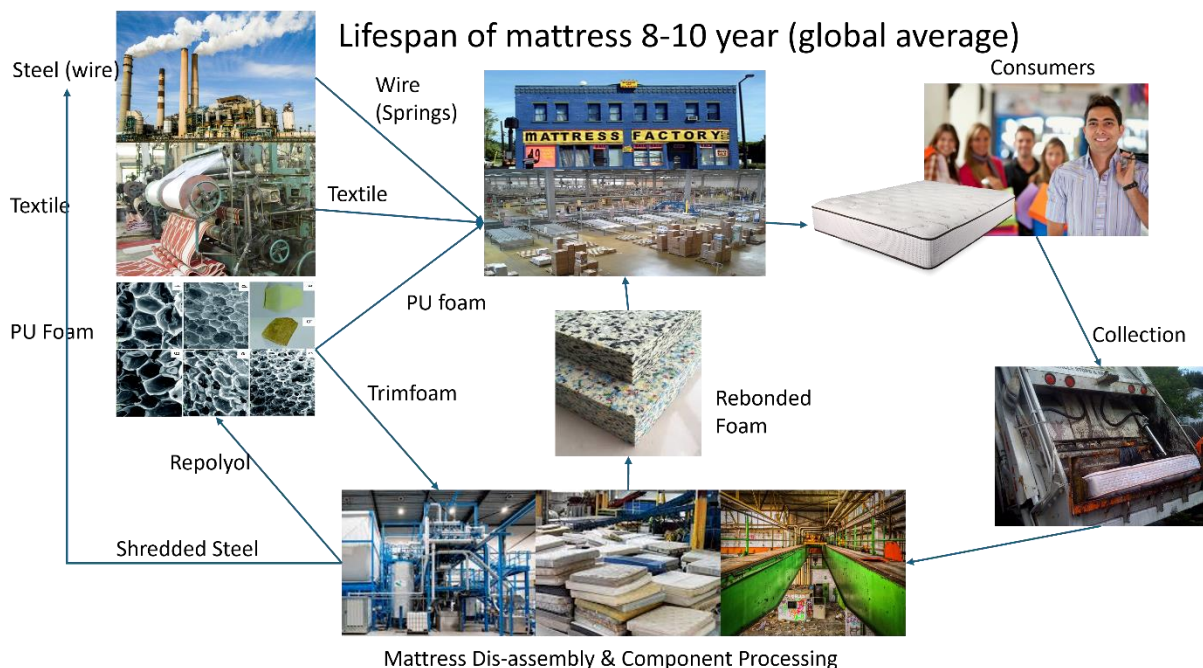 Lifespan of mattress 8-10 year (global average)
Steel (wire)
Wire
(Springs)
Consumers
MATTRESS FACTORY
49
Textile
Textile
PU Foam
PU foam
Collection
Trimfoam
Rebonded
Foam
Repolyol
Shredded Steel
Mattress Dis-assembly & Component Processing